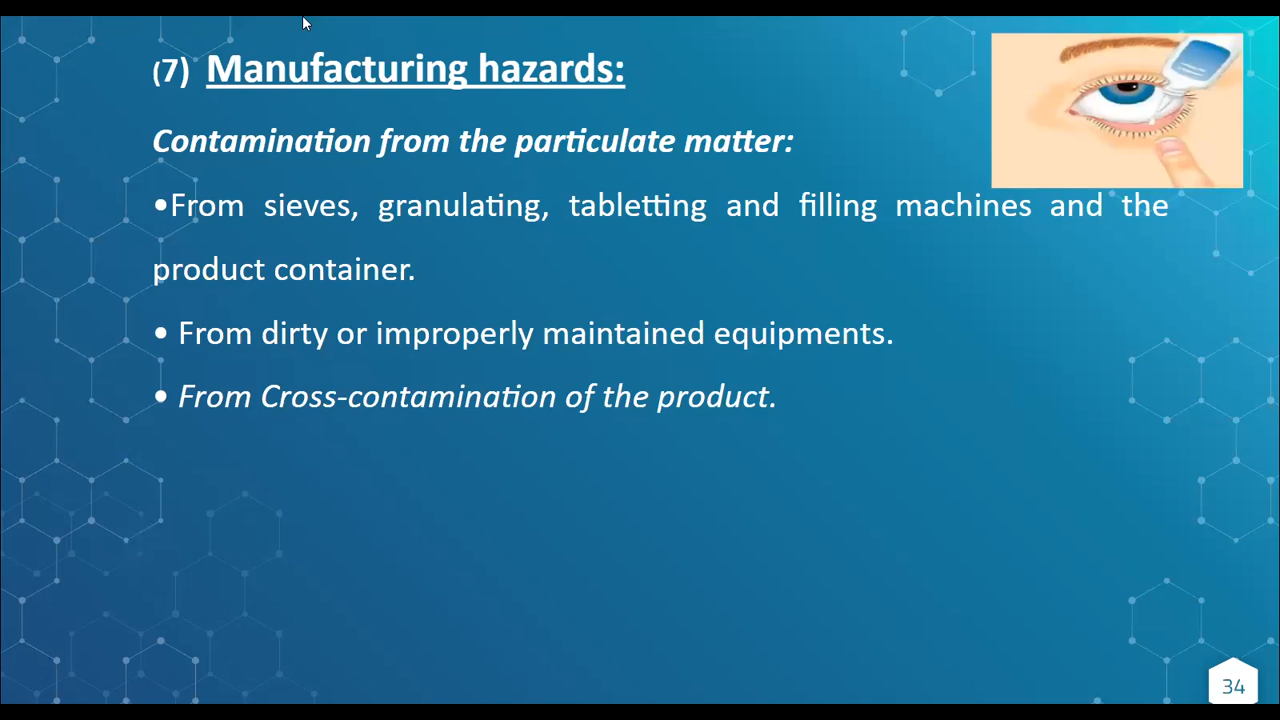 (7) Manufacturing hazards:
Contamination from the particulate matter:
•From sieves, granulating, tabletting and filling machines and the
product container.
• From dirty or improperly maintained equipments.
• From Cross-contamination of the product.
34